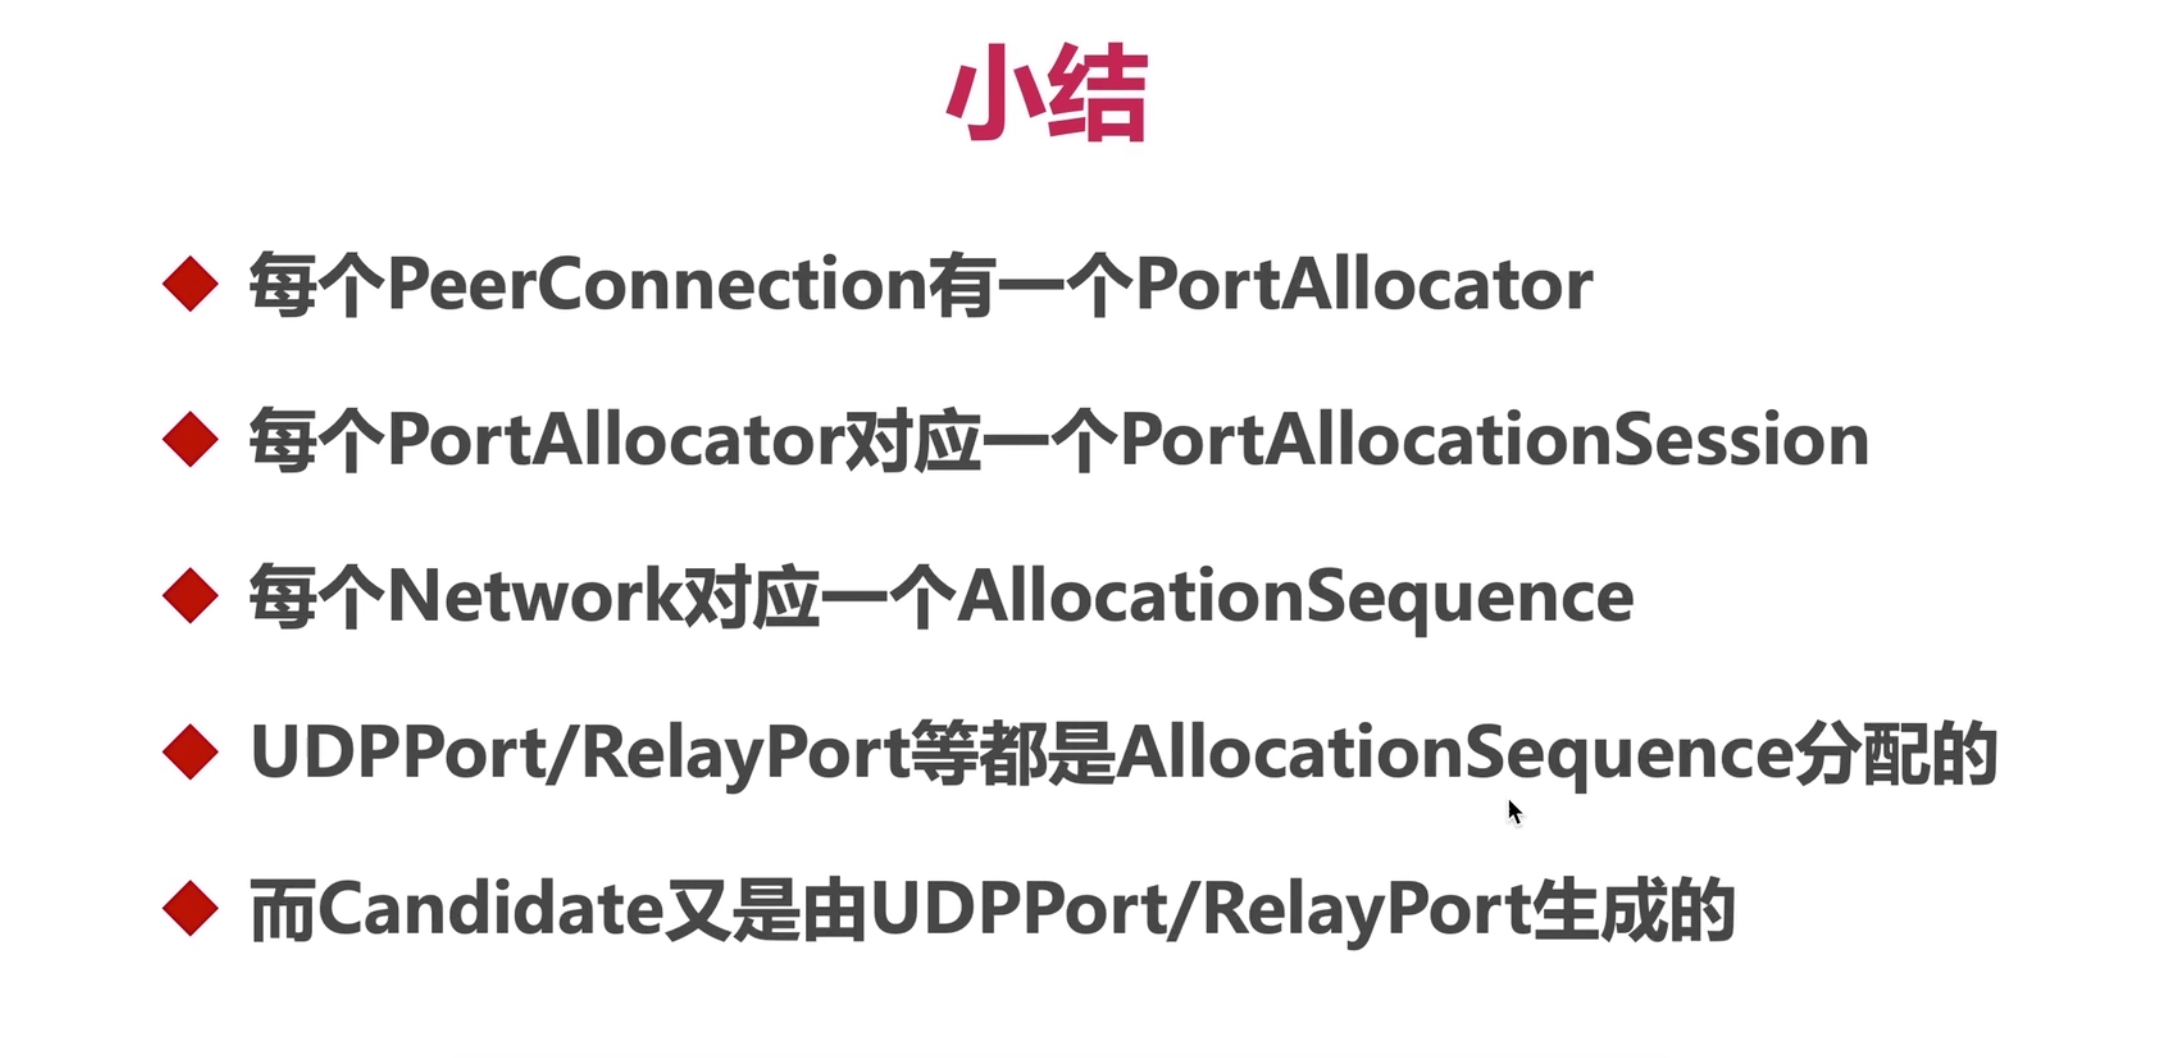 小结
每个PeerConnection有一个PortAllocator
每个PortAllocator对应一个PortAllocationSession
每个Network对应一个AllocationSequence
UDPPort/RelayPort等都是AllocationSequence分配的
而Candidate又是由UDPPort/RelayPort生成的